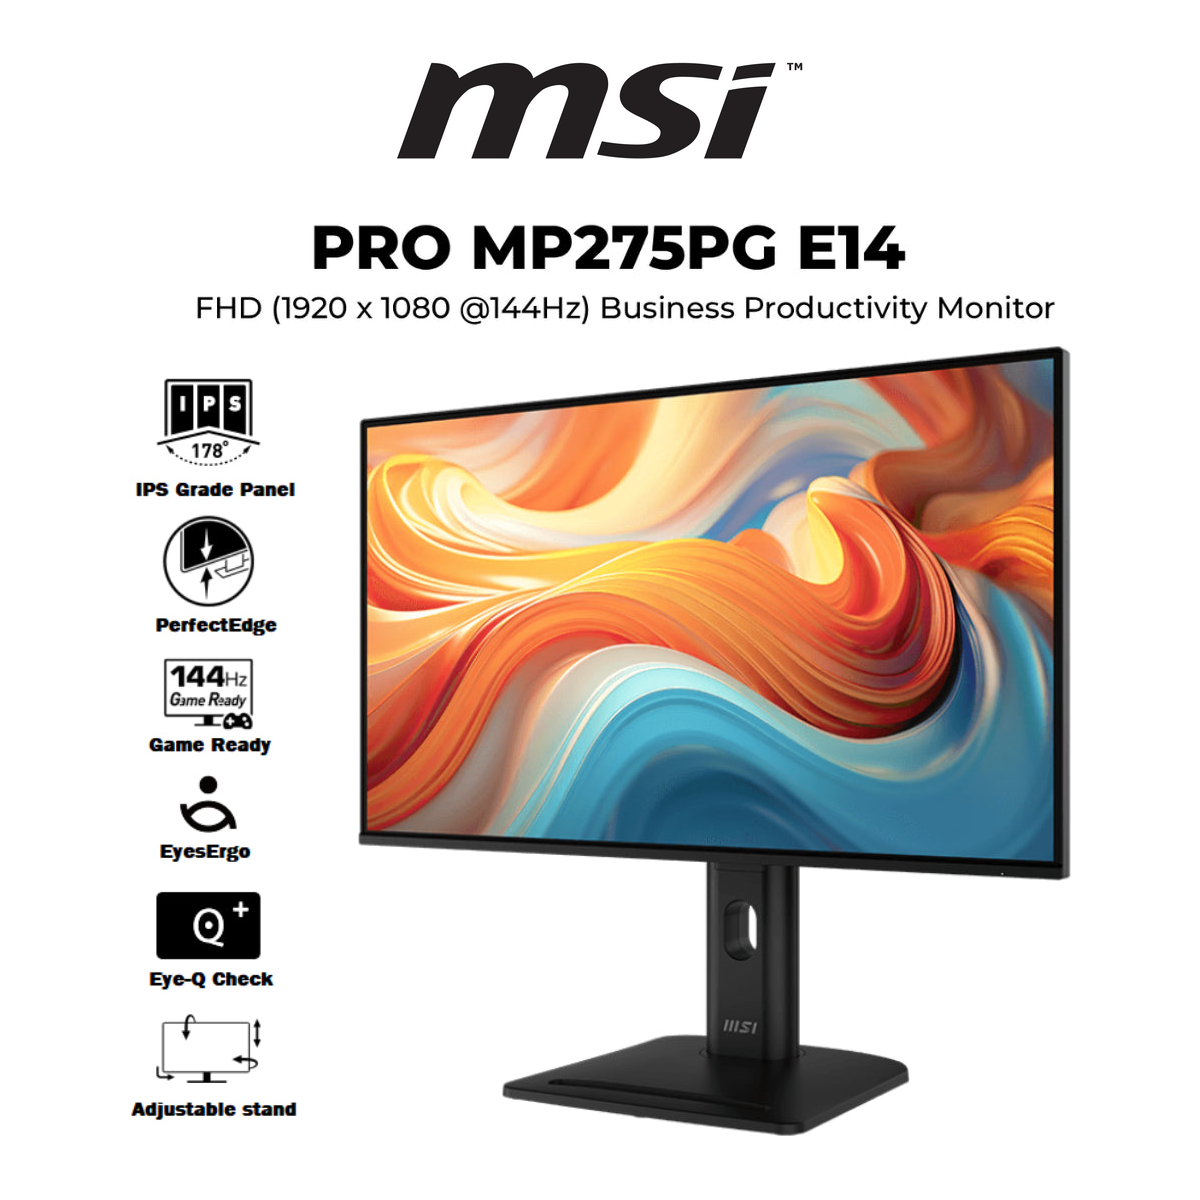 msi™
PRO MP275PG E14
FHD (1920 x 1080 @144Hz) Business Productivity Monitor
IPS
178°
IPS Grade Panel
PerfectEdge
144Hz
Game Ready
Game Ready
EyesErgo
Q+
Eye-Q Check
Adjustable stand
msi